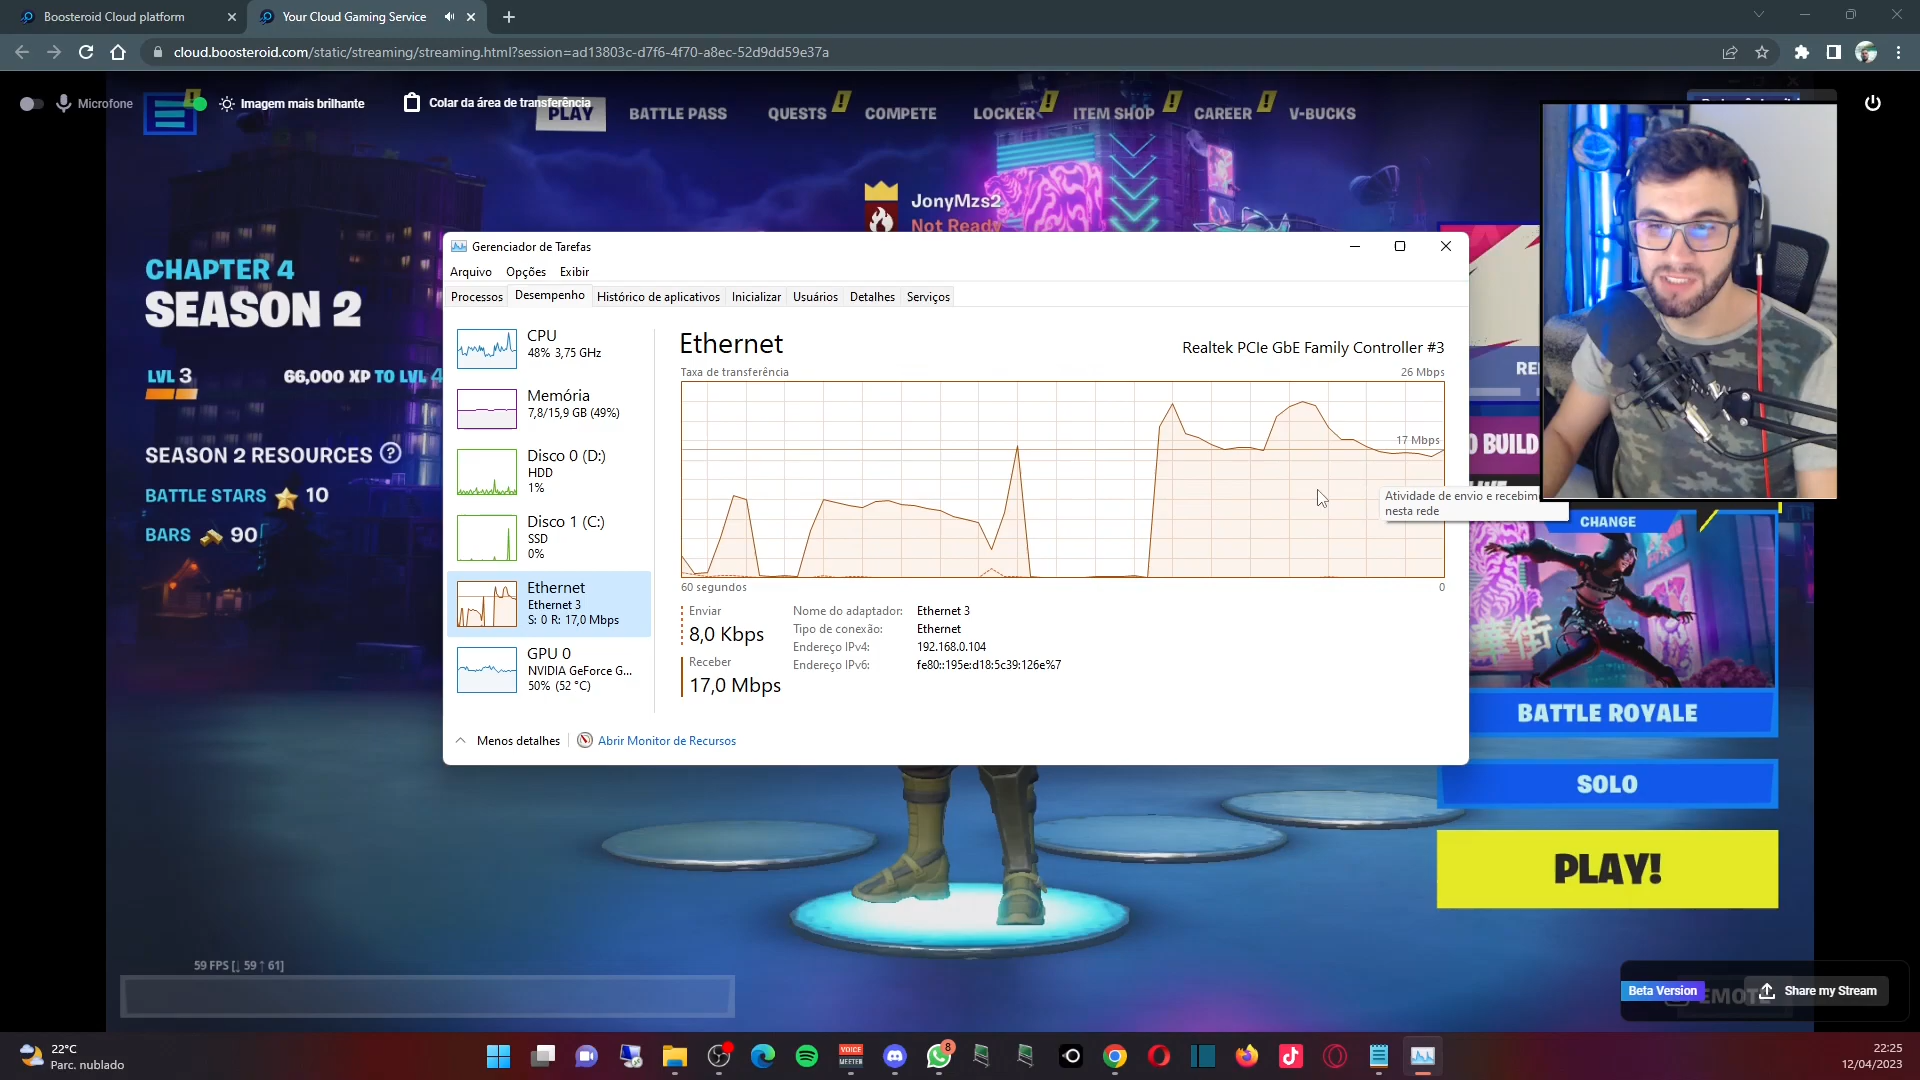 Boosteroid Cloud platform
Your Cloud Gaming Service
cloud.boosteroid.com/static/streaming/streaming.html?session=ad13803c-d7f6-4f70-a8ec-52d9dd59e37a
Microfone
Imagem mais brilhante
Colar da área de transferência
PLAY
BATTLE PASS
QUESTS
COMPETE
LOCKER
ITEM SHOP
CAREER
V-BUCKS
JonyMzs2
Not Ready
CHAPTER 4
SEASON 2
LVL 3
66,000 XP TO LVL 4
SEASON 2 RESOURCES ?
BATTLE STARS 10
BARS 90
Gerenciador de Tarefas
Arquivo Opções Exibir
Processos Desempenho Histórico de aplicativos Inicializar Usuários Detalhes Serviços
CPU
48% 3,75 GHz
Memória
7,8/15,9 GB (49%)
Disco 0 (D:)
HDD
1%
Disco 1 (C:)
SSD
0%
Ethernet
Ethernet 3
S: 0 R: 17,0 Mbps
GPU 0
NVIDIA GeForce G...
50% (52 °C)
Ethernet
Realtek PCIe GbE Family Controller #3
Taxa de transferência
26 Mbps
17 Mbps
60 segundos
0
Enviar
8,0 Kbps
Receber
17,0 Mbps
Nome do adaptador: Ethernet 3
Tipo de conexão: Ethernet
Endereço IPv4: 192.168.0.104
Endereço IPv6: fe80::195e:d18:5c39:126e%7
Atividade de envio e recebim
nesta rede
Menos detalhes
Abrir Monitor de Recursos
BUILD
CHANGE
BATTLE ROYALE
SOLO
PLAY!
59 FPS [↓ 59 ↑ 61]
Beta Version
EMOTE
Share my Stream
22°C
Parc. nublado
VOICE
MEETER
8
22:25
12/04/2023